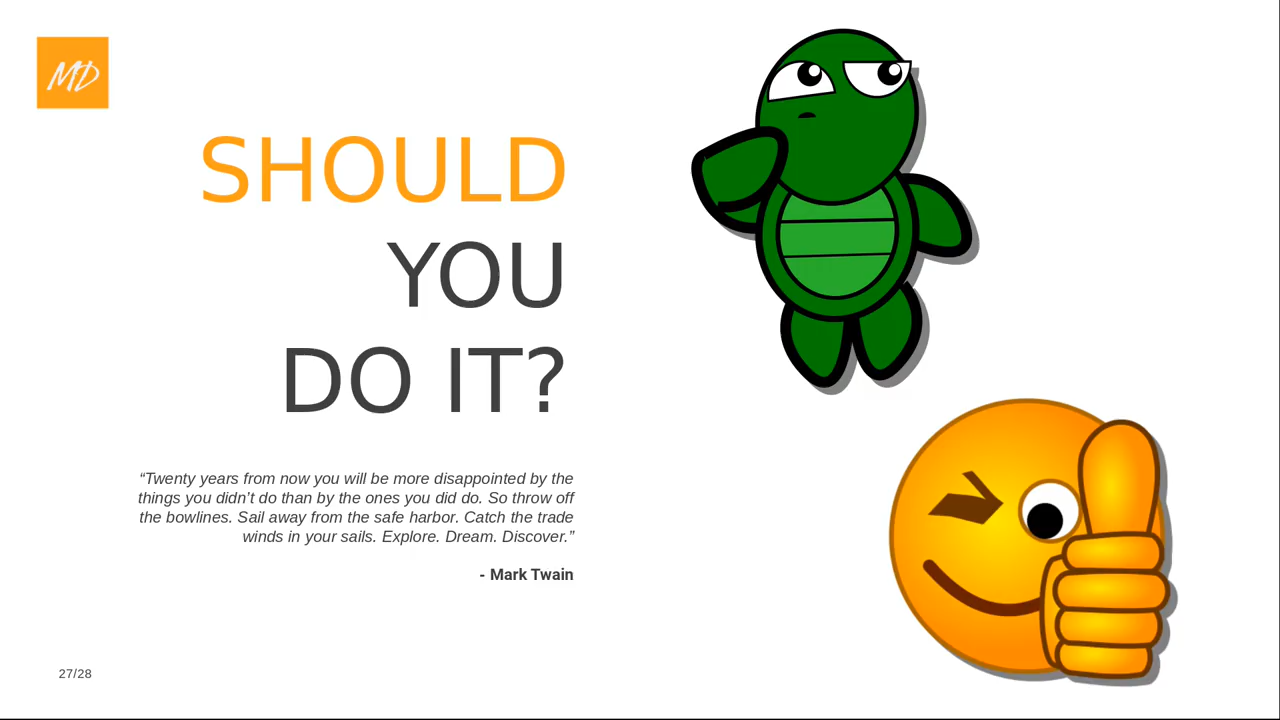 MD
SHOULD
YOU
DO IT?
“Twenty years from now you will be more disappointed by the
things you didn’t do than by the ones you did do. So throw off
the bowlines. Sail away from the safe harbor. Catch the trade
winds in your sails. Explore. Dream. Discover.”
- Mark Twain
27/28